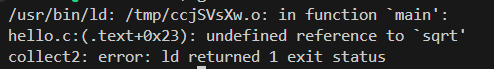 /usr/bin/ld: /tmp/ccjSVsXw.o: in function `main':
hello.c:(.text+0x23): undefined reference to `sqrt'
collect2: error: ld returned 1 exit status